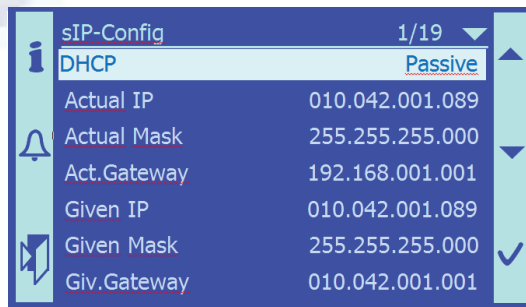 sIP-Config 1/19
DHCP Passive
Actual IP 010.042.001.089
Actual Mask 255.255.255.000
Act.Gateway 192.168.001.001
Given IP 010.042.001.089
Given Mask 255.255.255.000
Giv.Gateway 010.042.001.001